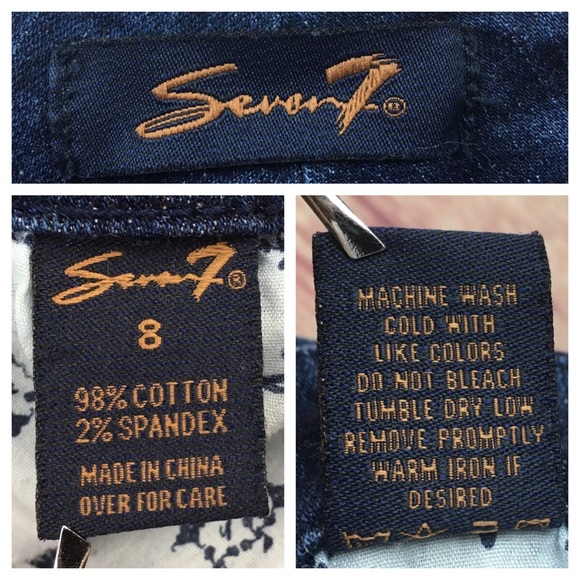 Seven7®
Seven7®
8
98% COTTON
2% SPANDEX
MADE IN CHINA
OVER FOR CARE
MACHINE WASH
COLD WITH
LIKE COLORS
DO NOT BLEACH
TUMBLE DRY LOW
REMOVE PROMPTLY
WARM IRON IF
DESIRED